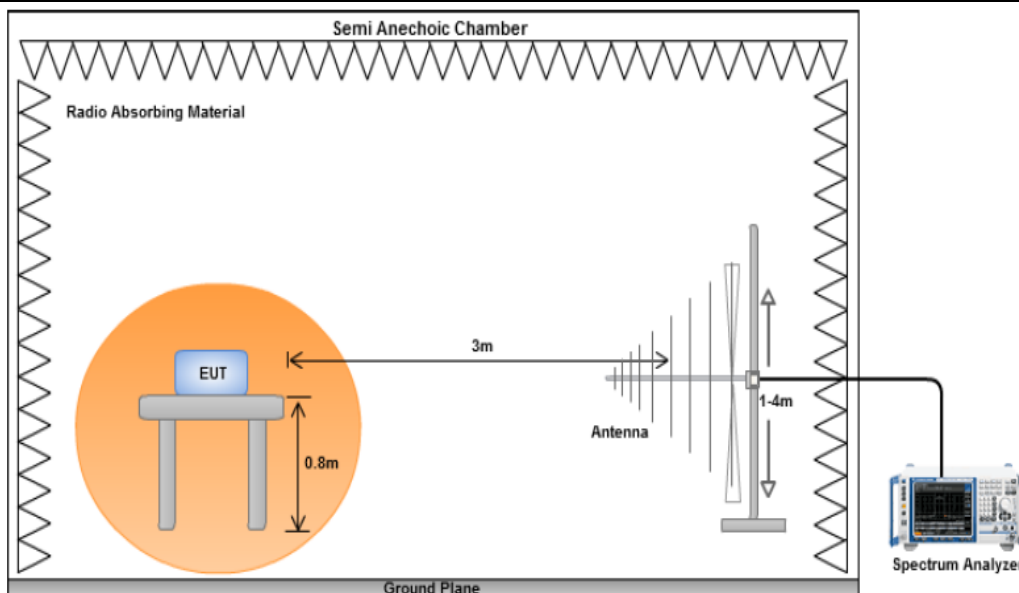 Semi Anechoic Chamber
Radio Absorbing Material
3m
EUT
1-4m
Antenna
0.8m
Spectrum Analyzer
Ground Plane